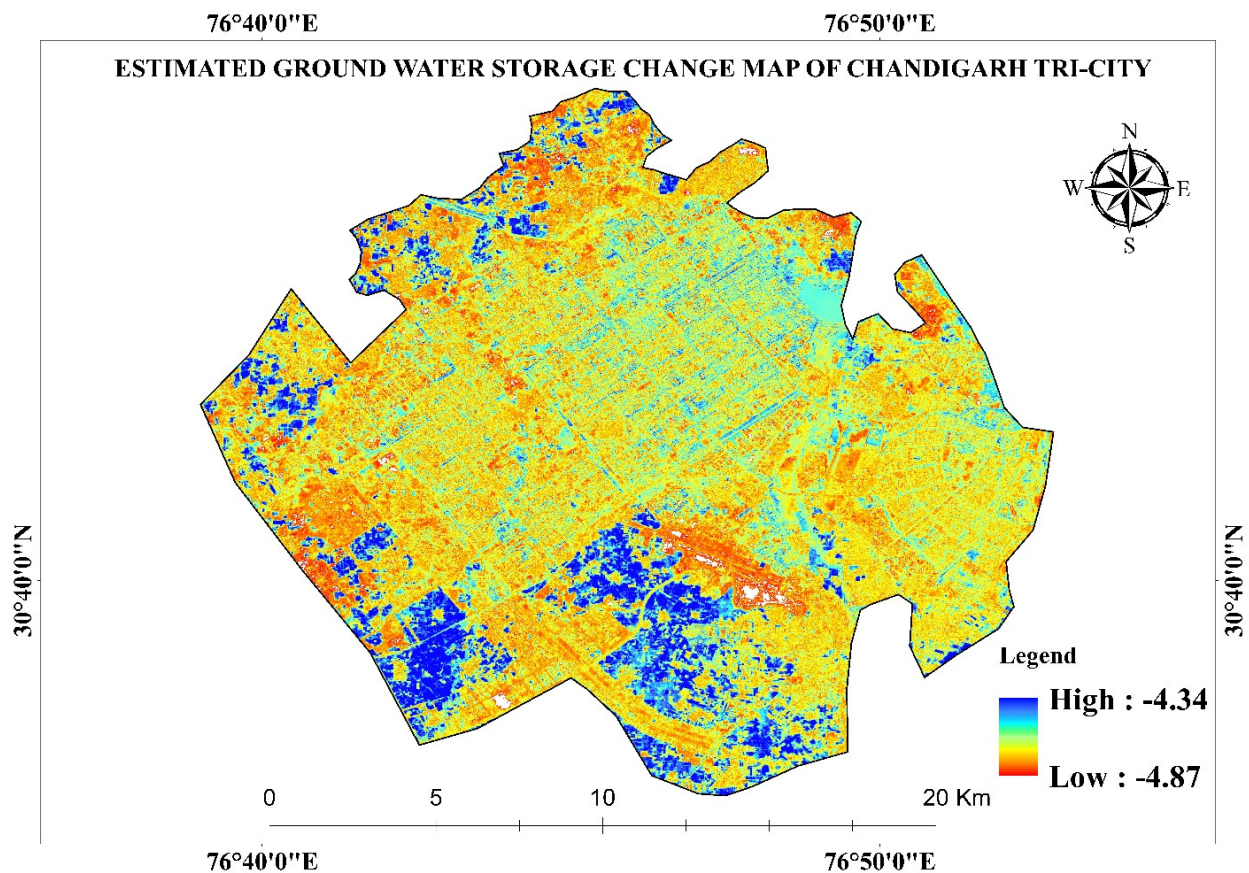 76°40'0"E 76°50'0"E
ESTIMATED GROUND WATER STORAGE CHANGE MAP OF CHANDIGARH TRI-CITY
N
W E
S
30°40'0"N 30°40'0"N
Legend
High : -4.34
Low : -4.87
0 5 10 20 Km
76°40'0"E 76°50'0"E